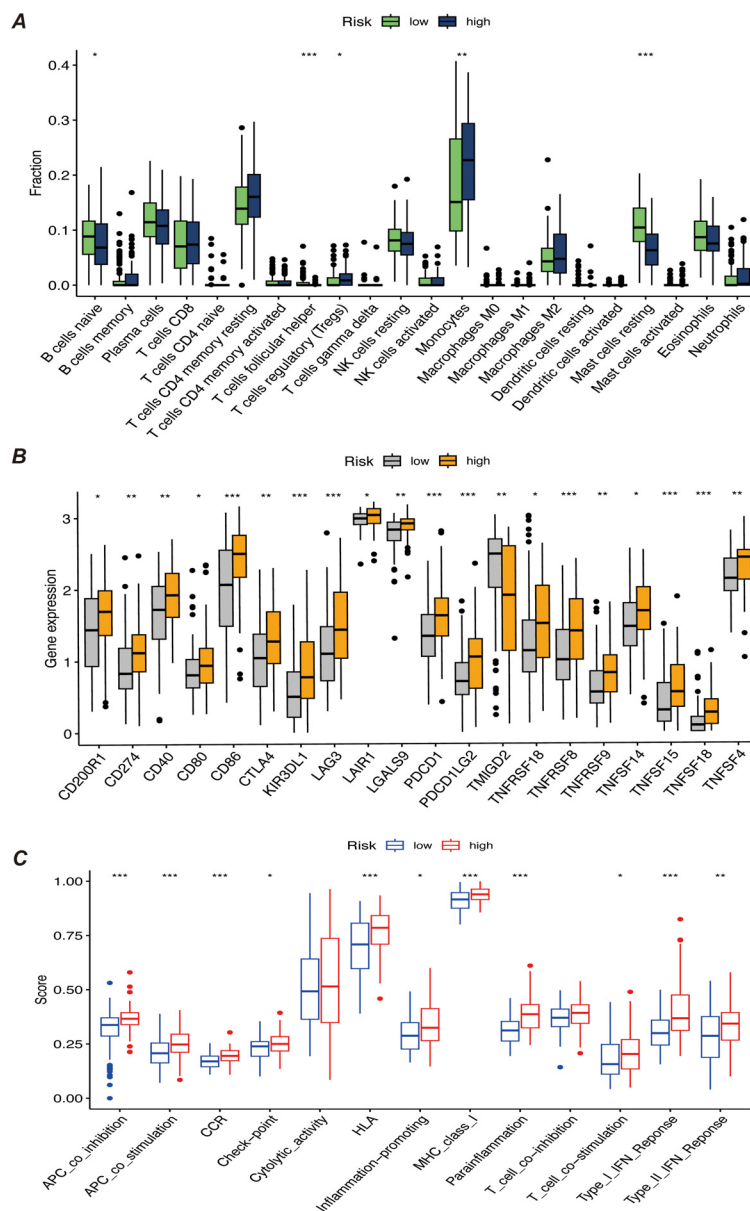 A
Risk low high
* *** * ** ***
Fraction
0.4
0.3
0.2
0.1
0.0
B cells naive
B cells memory
Plasma cells
T cells CD8
T cells CD4 naive
T cells CD4 memory resting
T cells CD4 memory activated
T cells follicular helper
T cells regulatory (Tregs)
T cells gamma delta
NK cells resting
NK cells activated
Monocytes
Macrophages M0
Macrophages M1
Macrophages M2
Dendritic cells resting
Dendritic cells activated
Mast cells resting
Mast cells activated
Eosinophils
Neutrophils
B
Risk low high
* ** ** * *** ** *** *** * ** *** *** ** * *** ** * *** *** **
Gene expression
3
2
1
0
CD200R1
CD274
CD40
CD80
CD86
CTLA4
KIR3DL1
LAG3
LAIR1
LGALS9
PDCD1
PDCD1LG2
TMIGD2
TNFRSF18
TNFRSF8
TNFRSF9
TNFSF14
TNFSF15
TNFSF18
TNFSF4
C
Risk low high
*** *** *** * *** * *** *** * *** **
Score
1.00
0.75
0.50
0.25
0.00
APC_co_inhibition
APC_co_stimulation
CCR
Check-point
Cytolytic_activity
HLA
Inflammation-promoting
MHC_class_I
Parainflammation
T_cell_co-inhibition
T_cell_co-stimulation
Type_I_IFN_Reponse
Type_II_IFN_Reponse